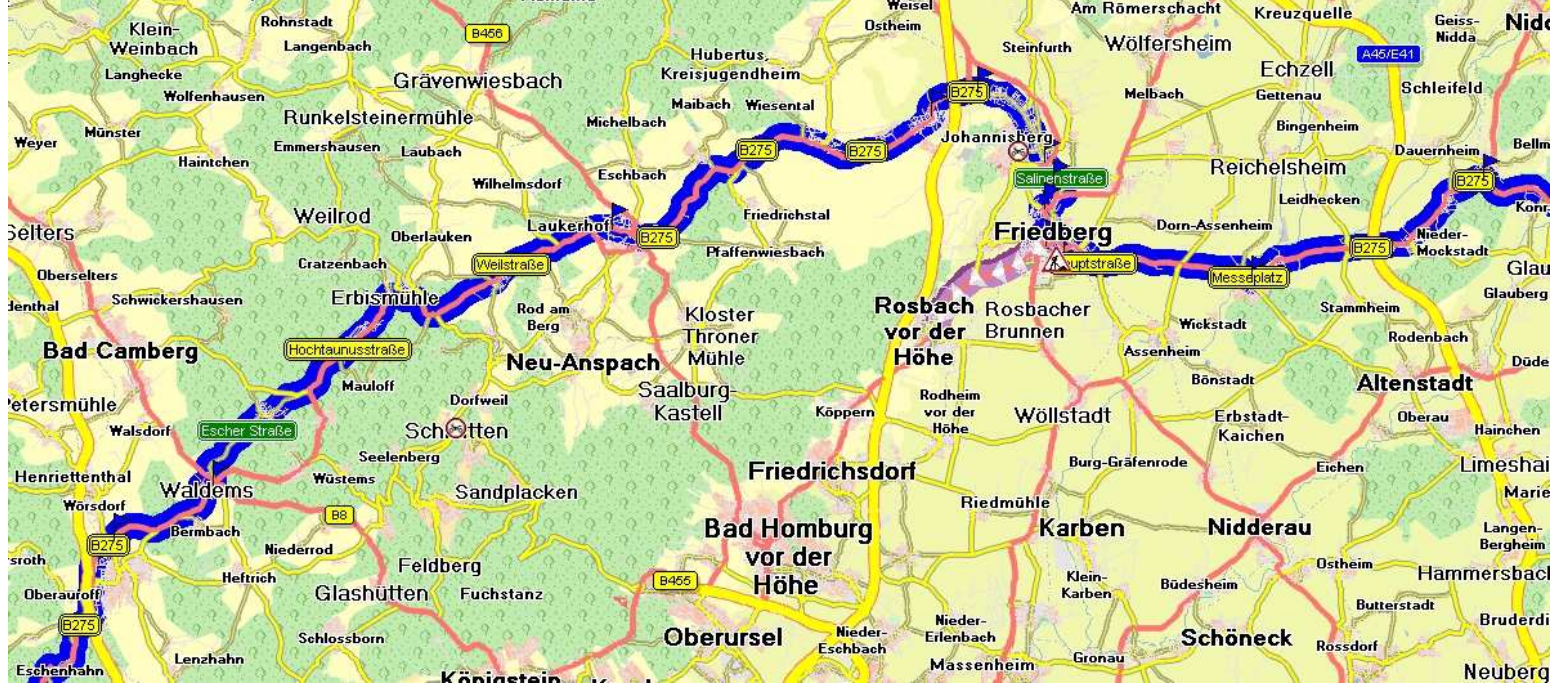 Weisel
Am Römerschacht
Kreuzquelle
Geiss-
Nidda
Klein-
Weinbach
Rohnstadt
B456
Ostheim
Langenbach
Hubertus,
Kreisjugendheim
Steinfurth
Wölfersheim
A45/E41
Langhecke
Grävenwiesbach
Echzell
Schleifeld
Wolfenhausen
Maibach
Wiesental
B275
Melbach
Gettenau
Runkelsteinermühle
Michelbach
Bingenheim
Weyer
Münster
Emmershausen
Laubach
B275
B275
Johannisberg
Dauernheim
Haintchen
Eschbach
Reichelsheim
Wilhelmsdorf
Salinenstraße
B275
Weilrod
Laukerhof
Friedrichstal
Leidhecken
Selters
Oberlauken
B275
Friedberg
Dorn-Assenheim
Nieder-
Mockstadt
Pfaffenwiesbach
B275
Oberselters
Cratzenbach
Weilstraße
Messeplatz
Schwickershausen
Erbismühle
Rod am
Berg
Kloster
Throner
Mühle
Rosbach
vor der
Höhe
Rosbacher
Brunnen
Stammheim
Glauberg
Wickstadt
Bad Camberg
Hochtaunusstraße
Neu-Anspach
Assenheim
Rodenbach
Mauloff
Saalburg-
Kastell
Bönstadt
Altenstadt
Petersmühle
Dorfweil
Köppern
Rodheim
vor der
Höhe
Wöllstadt
Erbstadt-
Kaichen
Oberau
Walsdorf
Escher Straße
Hainchen
Seelenberg
Henriettenthal
Wüstems
Friedrichsdorf
Burg-Gräfenrode
Eichen
Waldems
Sandplacken
Wörsdorf
B8
Riedmühle
Bermbach
Bad Homburg
vor der
Höhe
Karben
Nidderau
Langen-
Bergheim
B275
Niederrod
Feldberg
Ostheim
Heftrich
B455
Klein-
Karben
Büdesheim
Oberauroff
Glashütten
Fuchstanz
Butterstadt
B275
Schlossborn
Oberursel
Nieder-
Eschbach
Nieder-
Erlenbach
Schöneck
Rossdorf
Lenzhahn
Gronau
Eschenhahn
Massenheim
Neuberg
Königstein